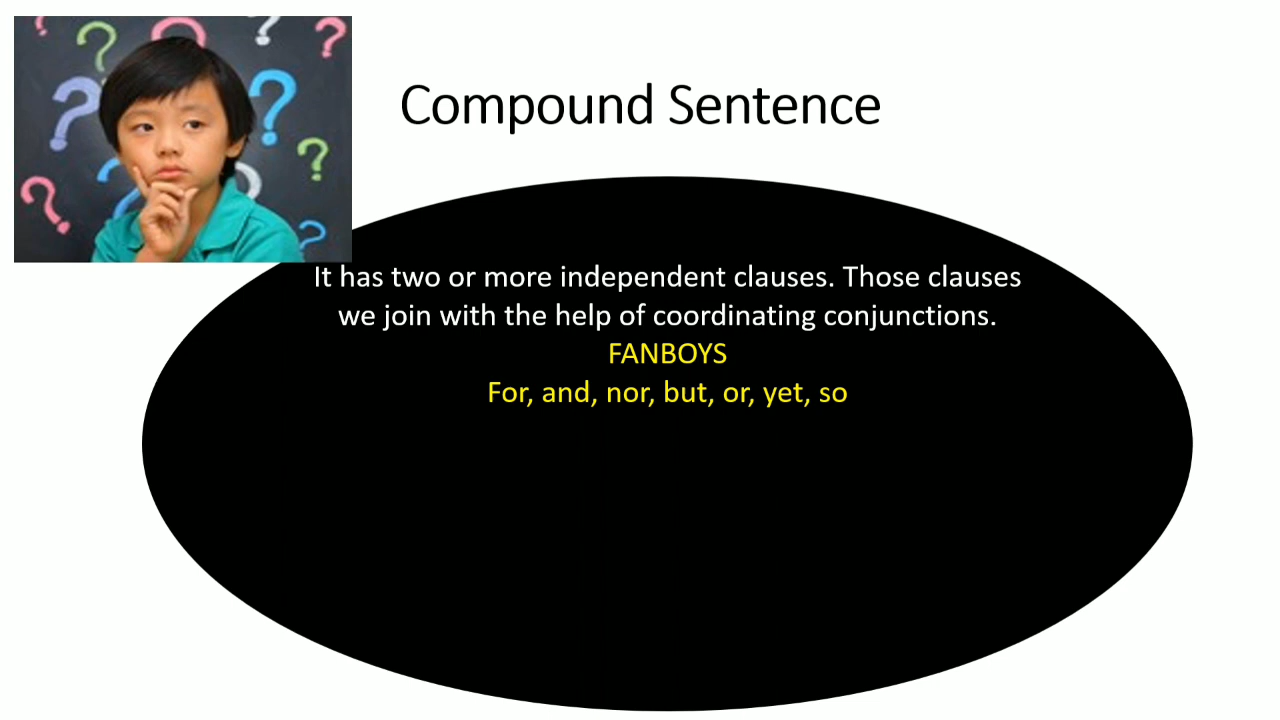 Compound Sentence
It has two or more independent clauses. Those clauses
we join with the help of coordinating conjunctions.
FANBOYS
For, and, nor, but, or, yet, so